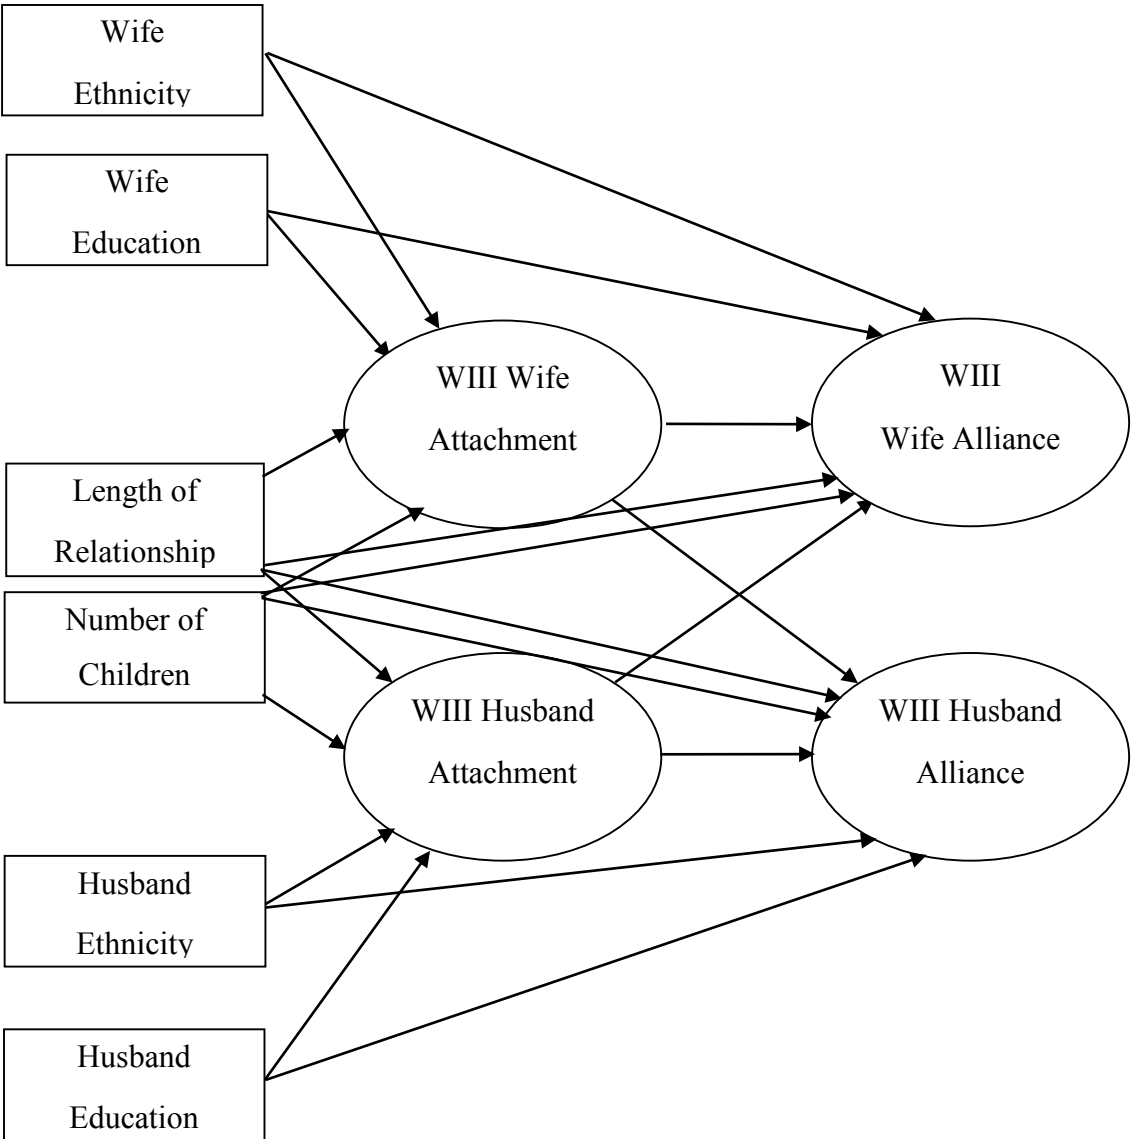 Wife
Ethnicity
Wife
Education
WIII Wife
Attachment
WIII
Wife Alliance
Length of
Relationship
Number of
Children
WIII Husband
Attachment
WIII Husband
Alliance
Husband
Ethnicity
Husband
Education